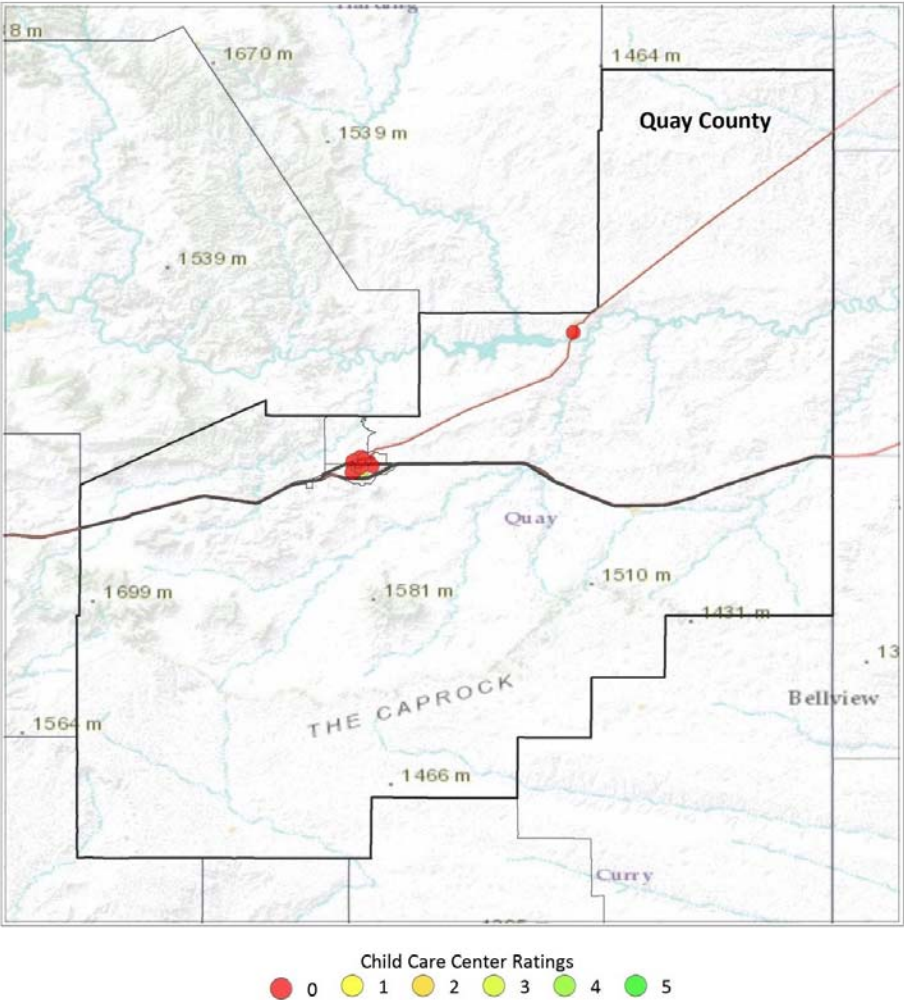 8 m
1670 m
1464 m
Quay County
1539 m
1539 m
Quay
1510 m
1699 m
1581 m
1431 m
13
Bellview
THE CAPROCK
1564 m
1466 m
Curry
Child Care Center Ratings
0 1 2 3 4 5